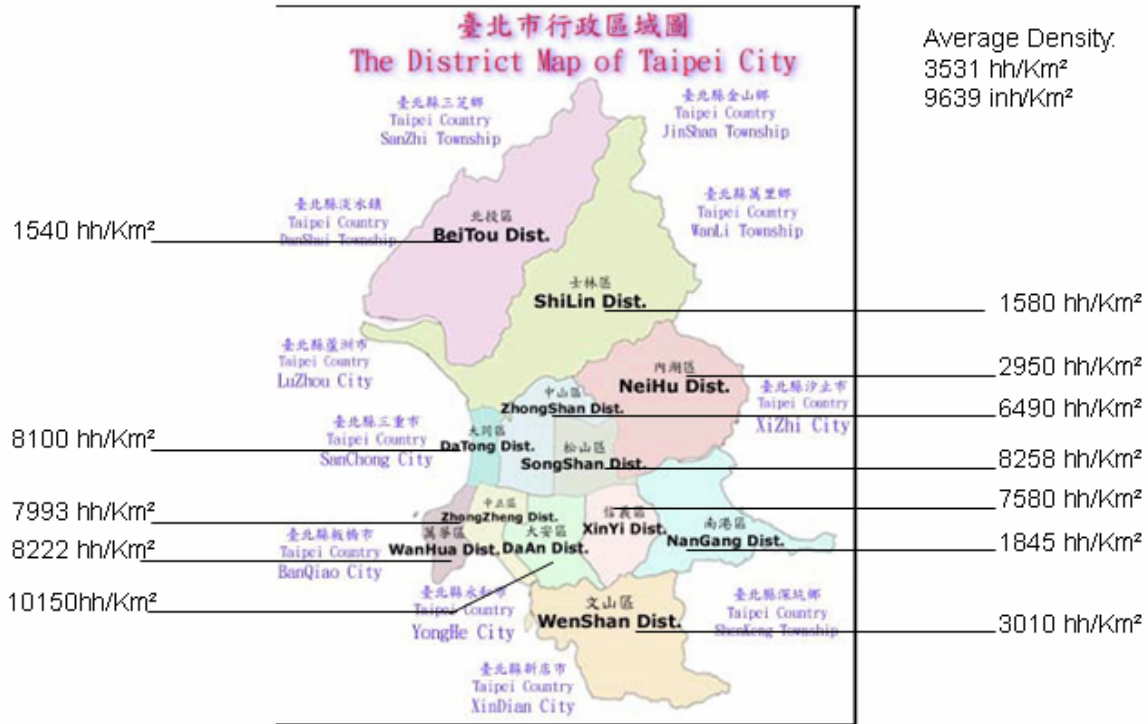 臺北市行政區域圖
The District Map of Taipei City
Average Density:
3531 hh/Km²
9639 inh/Km²
臺北縣三芝鄉
Taipei Country
SanZhi Township
臺北縣金山鄉
Taipei Country
JinShan Township
臺北縣淡水鎮
Taipei Country
DanShui Township
臺北縣萬里鄉
Taipei Country
WanLi Township
1540 hh/Km²
北投區
BeiTou Dist.
士林區
ShiLin Dist.
1580 hh/Km²
臺北縣蘆洲市
Taipei Country
LuZhou City
內湖區
NeiHu Dist.
2950 hh/Km²
臺北縣汐止市
Taipei Country
XiZhi City
中山區
ZhongShan Dist.
6490 hh/Km²
臺北縣三重市
Taipei Country
SanChong City
8100 hh/Km²
大同區
DaTong Dist.
松山區
SongShan Dist.
8258 hh/Km²
7993 hh/Km²
中正區
ZhongZheng Dist.
信義區
XinYi Dist.
7580 hh/Km²
臺北縣板橋市
Taipei Country
BanQiao City
8222 hh/Km²
萬華區
WanHua Dist.
大安區
DaAn Dist.
南港區
NanGang Dist.
1845 hh/Km²
10150hh/Km²
臺北縣永和市
Taipei Country
YongHe City
文山區
WenShan Dist.
3010 hh/Km²
臺北縣深坑鄉
Taipei Country
ShenKeng Township
臺北縣新店市
Taipei Country
XinDian City